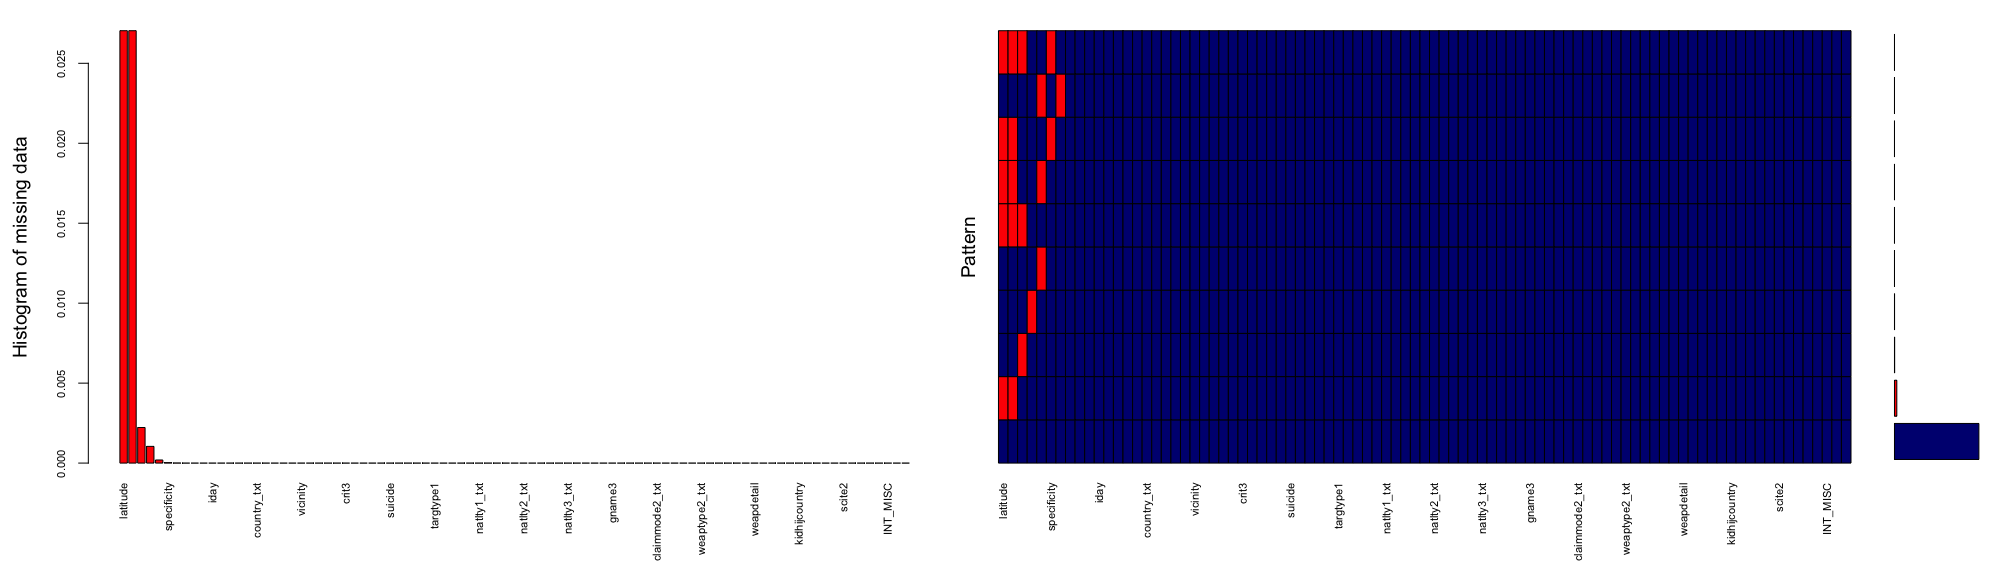 Histogram of missing data
0.025
0.020
0.015
0.010
0.005
0.000
latitude
specificity
iday
country_txt
vicinity
crit3
suicide
targtype1
natlty1_txt
natlty2_txt
natlty3_txt
gname3
claimmode2_txt
weaptype2_txt
weapdetail
kidhijcountry
scite2
INT_MISC
Pattern
latitude
specificity
iday
country_txt
vicinity
crit3
suicide
targtype1
natlty1_txt
natlty2_txt
natlty3_txt
gname3
claimmode2_txt
weaptype2_txt
weapdetail
kidhijcountry
scite2
INT_MISC